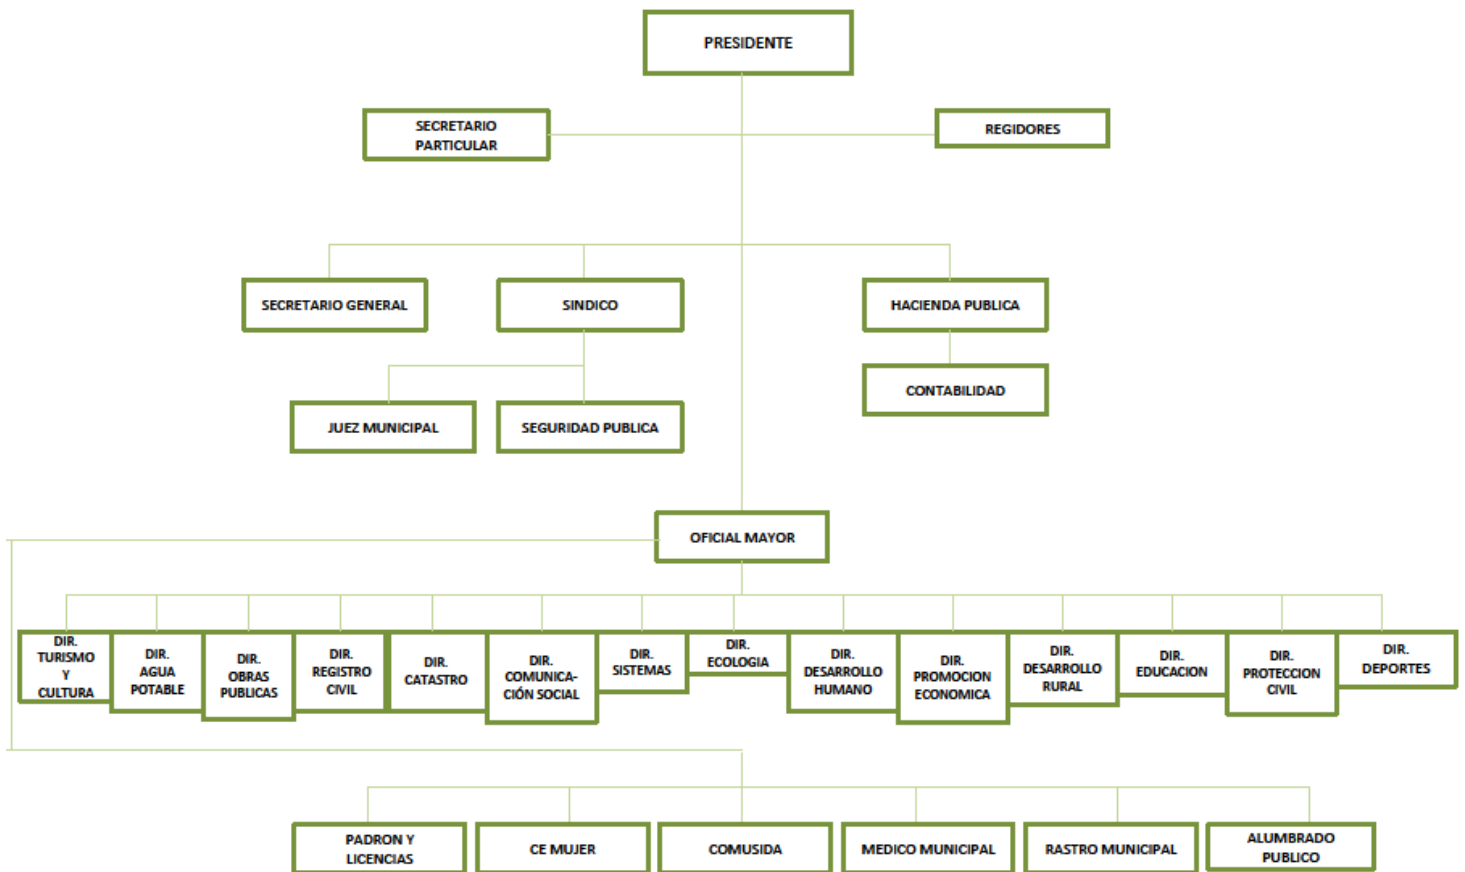 PRESIDENTE
SECRETARIO
PARTICULAR
REGIDORES
SECRETARIO GENERAL
SINDICO
HACIENDA PUBLICA
CONTABILIDAD
JUEZ MUNICIPAL
SEGURIDAD PUBLICA
OFICIAL MAYOR
DIR.
TURISMO
Y
CULTURA
DIR.
AGUA
POTABLE
DIR.
OBRAS
PUBLICAS
DIR.
REGISTRO
CIVIL
DIR.
CATASTRO
DIR.
COMUNICA-
CIÓN SOCIAL
DIR.
SISTEMAS
DIR.
ECOLOGIA
DIR.
DESARROLLO
HUMANO
DIR.
PROMOCION
ECONOMICA
DIR.
DESARROLLO
RURAL
DIR.
EDUCACION
DIR.
PROTECCION
CIVIL
DIR.
DEPORTES
PADRON Y
LICENCIAS
CE MUJER
COMUSIDA
MEDICO MUNICIPAL
RASTRO MUNICIPAL
ALUMBRADO
PUBLICO